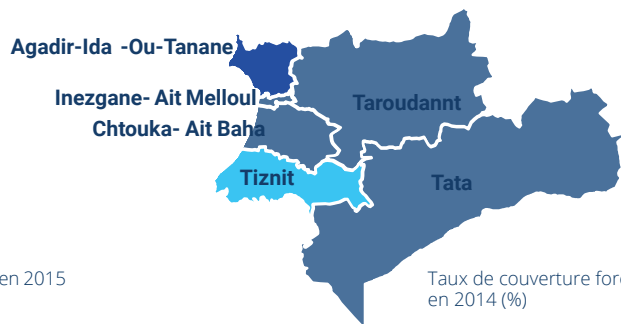 Agadir-Ida -Ou-Tanane
Inezgane- Ait Melloul
Taroudannt
Chtouka- Ait Baha
Tiznit
Tata
en 2015
Taux de couverture
en 2014 (%)